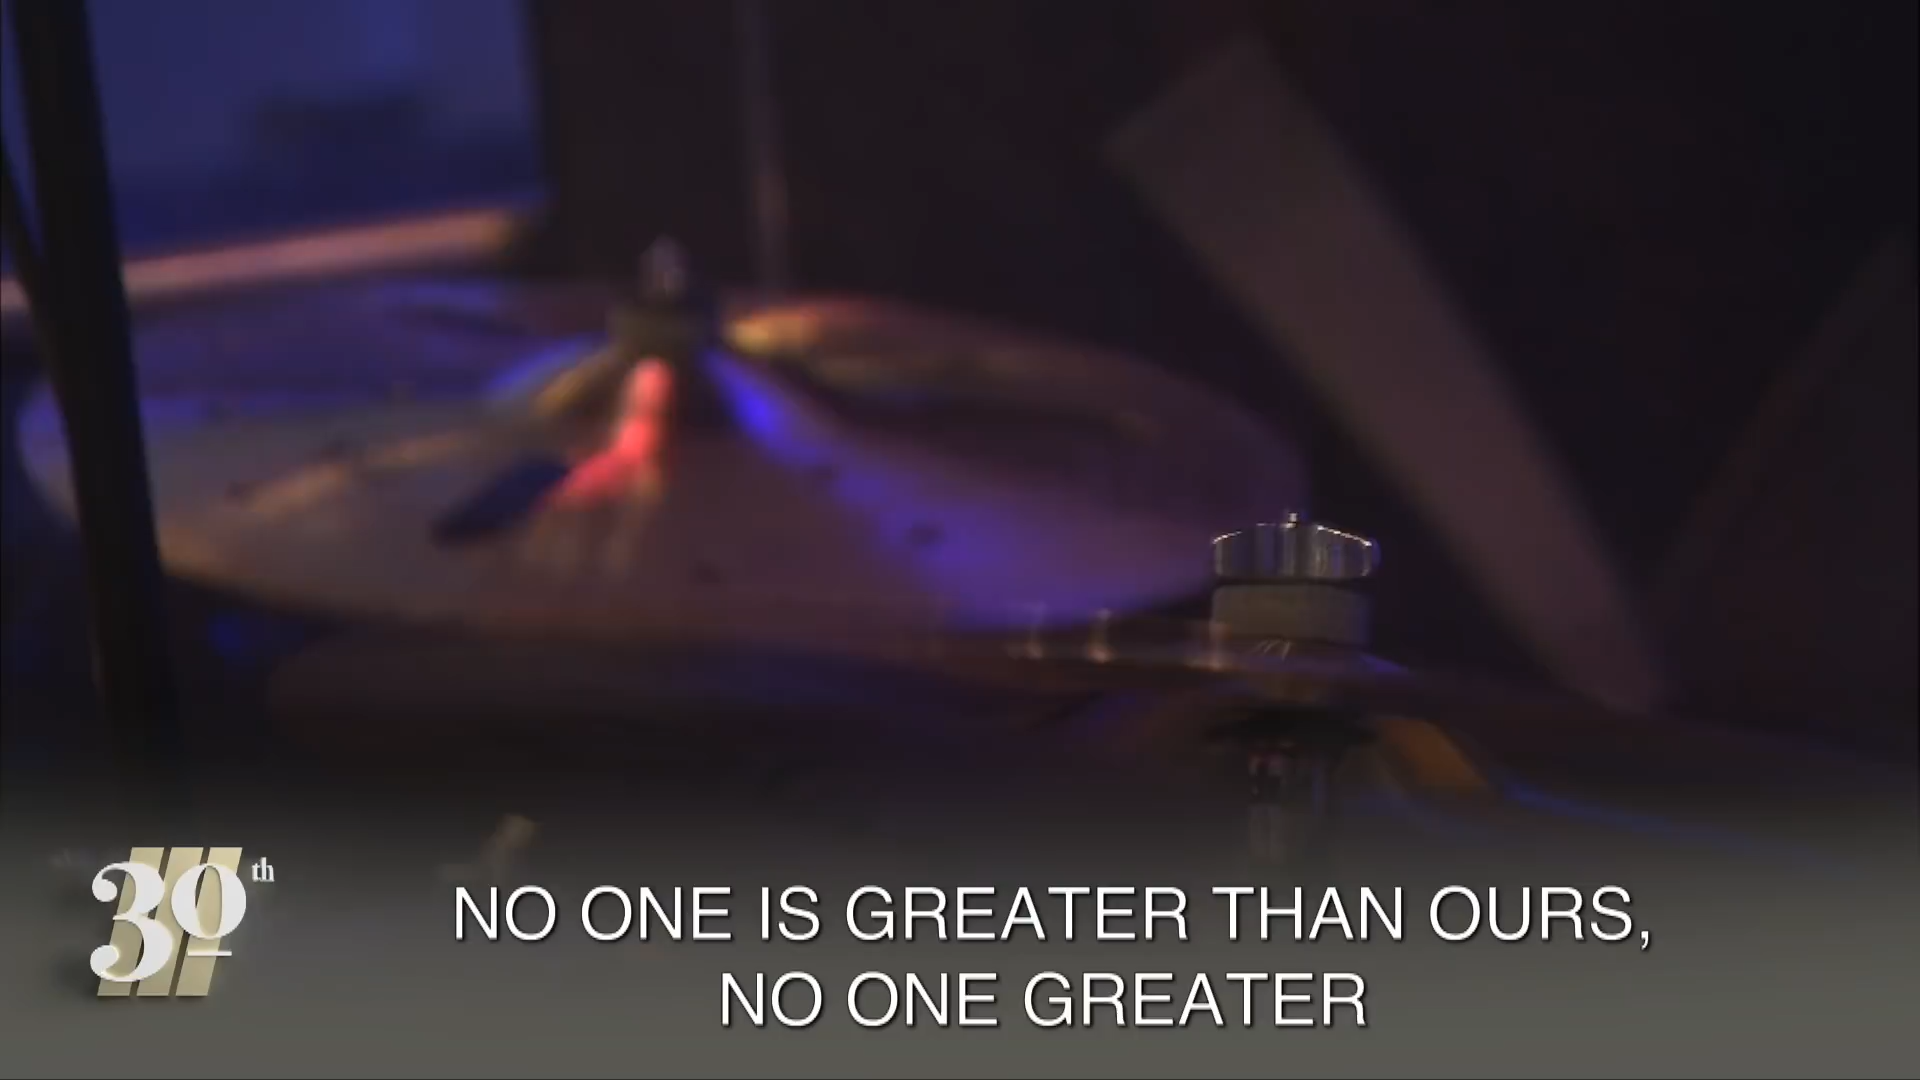 30th
NO ONE IS GREATER THAN OURS,
NO ONE GREATER